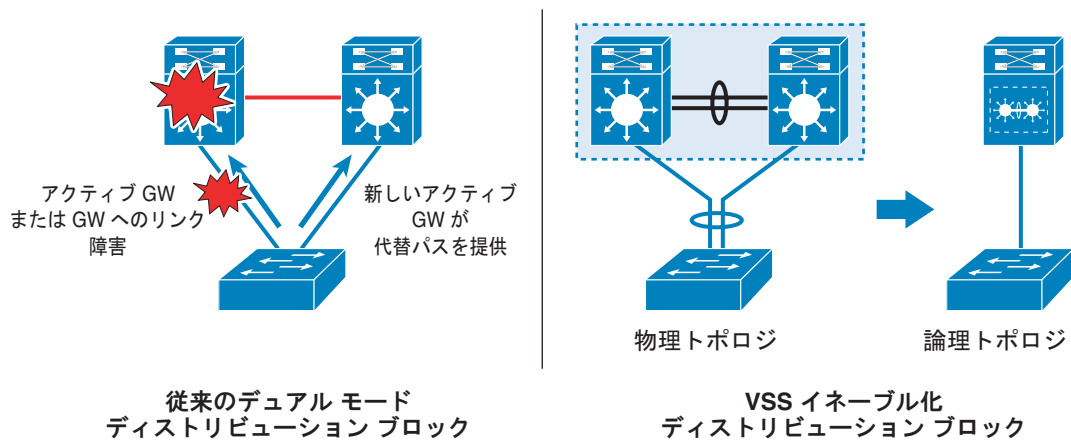 アクティブ GW
または GW へのリンク
障害
新しいアクティブ
GW が
代替パスを提供
物理トポロジ
論理トポロジ
従来のデュアル モード
ディストリビューション ブロック
VSS イネーブル化
ディストリビューション ブロック